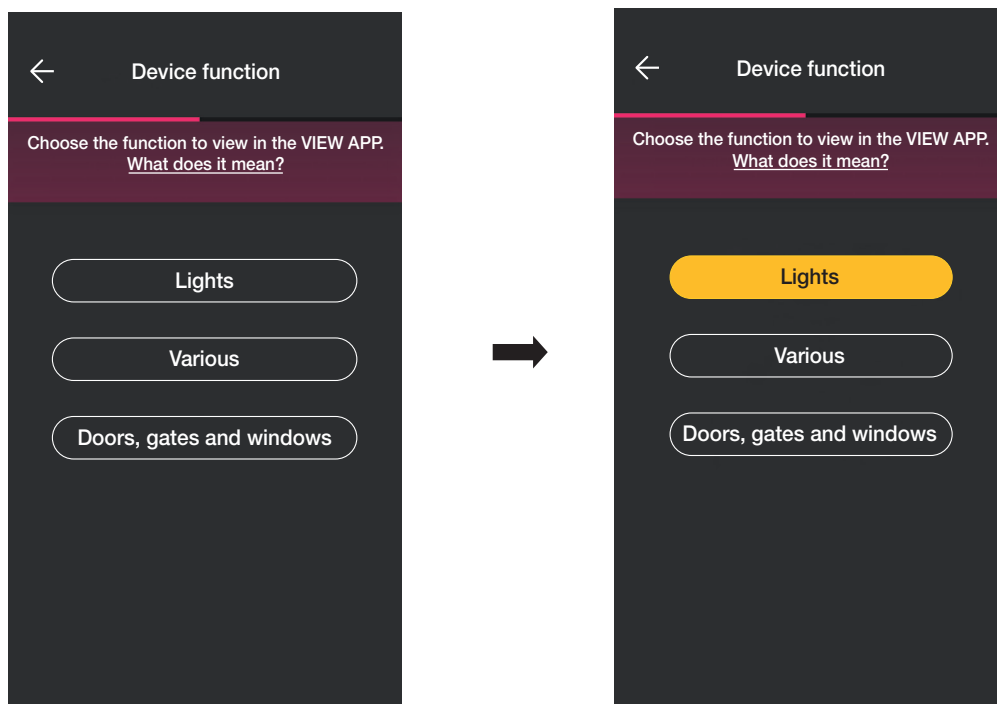 Device function
Choose the function to view in the VIEW APP.
What does it mean?
Lights
Various
Doors, gates and windows
Device function
Choose the function to view in the VIEW APP.
What does it mean?
Lights
Various
Doors, gates and windows